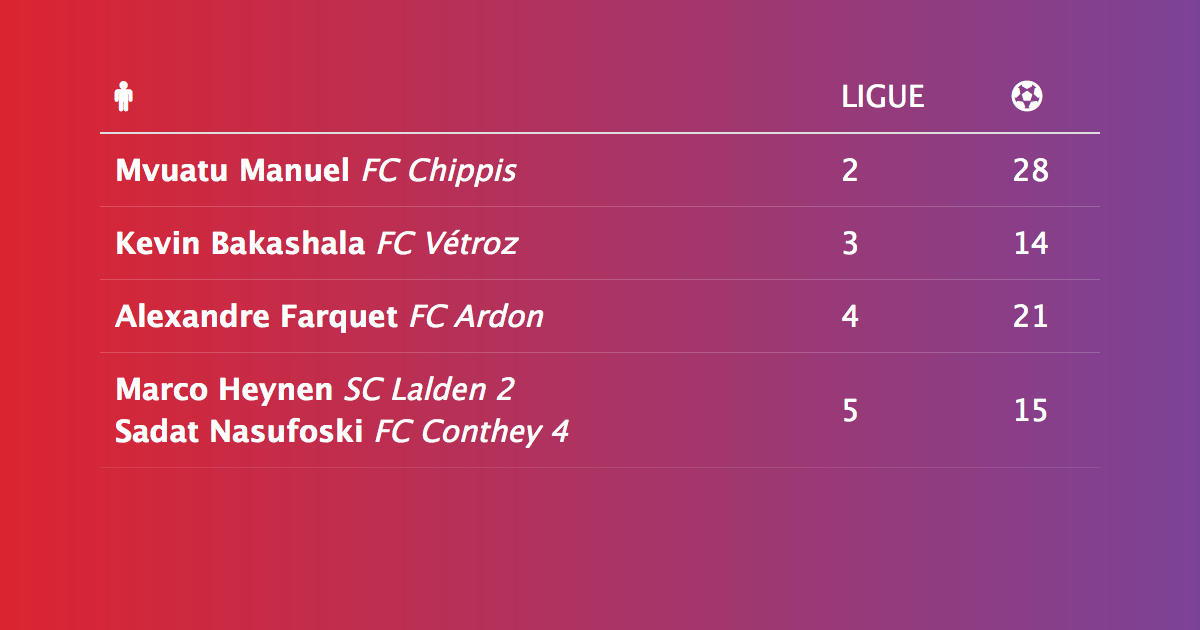 LIGUE
Mvuatu Manuel FC Chippis 2 28
Kevin Bakashala FC Vétroz 3 14
Alexandre Farquet FC Ardon 4 21
Marco Heynen SC Lalden 2
Sadat Nasufoski FC Conthey 4
5 15